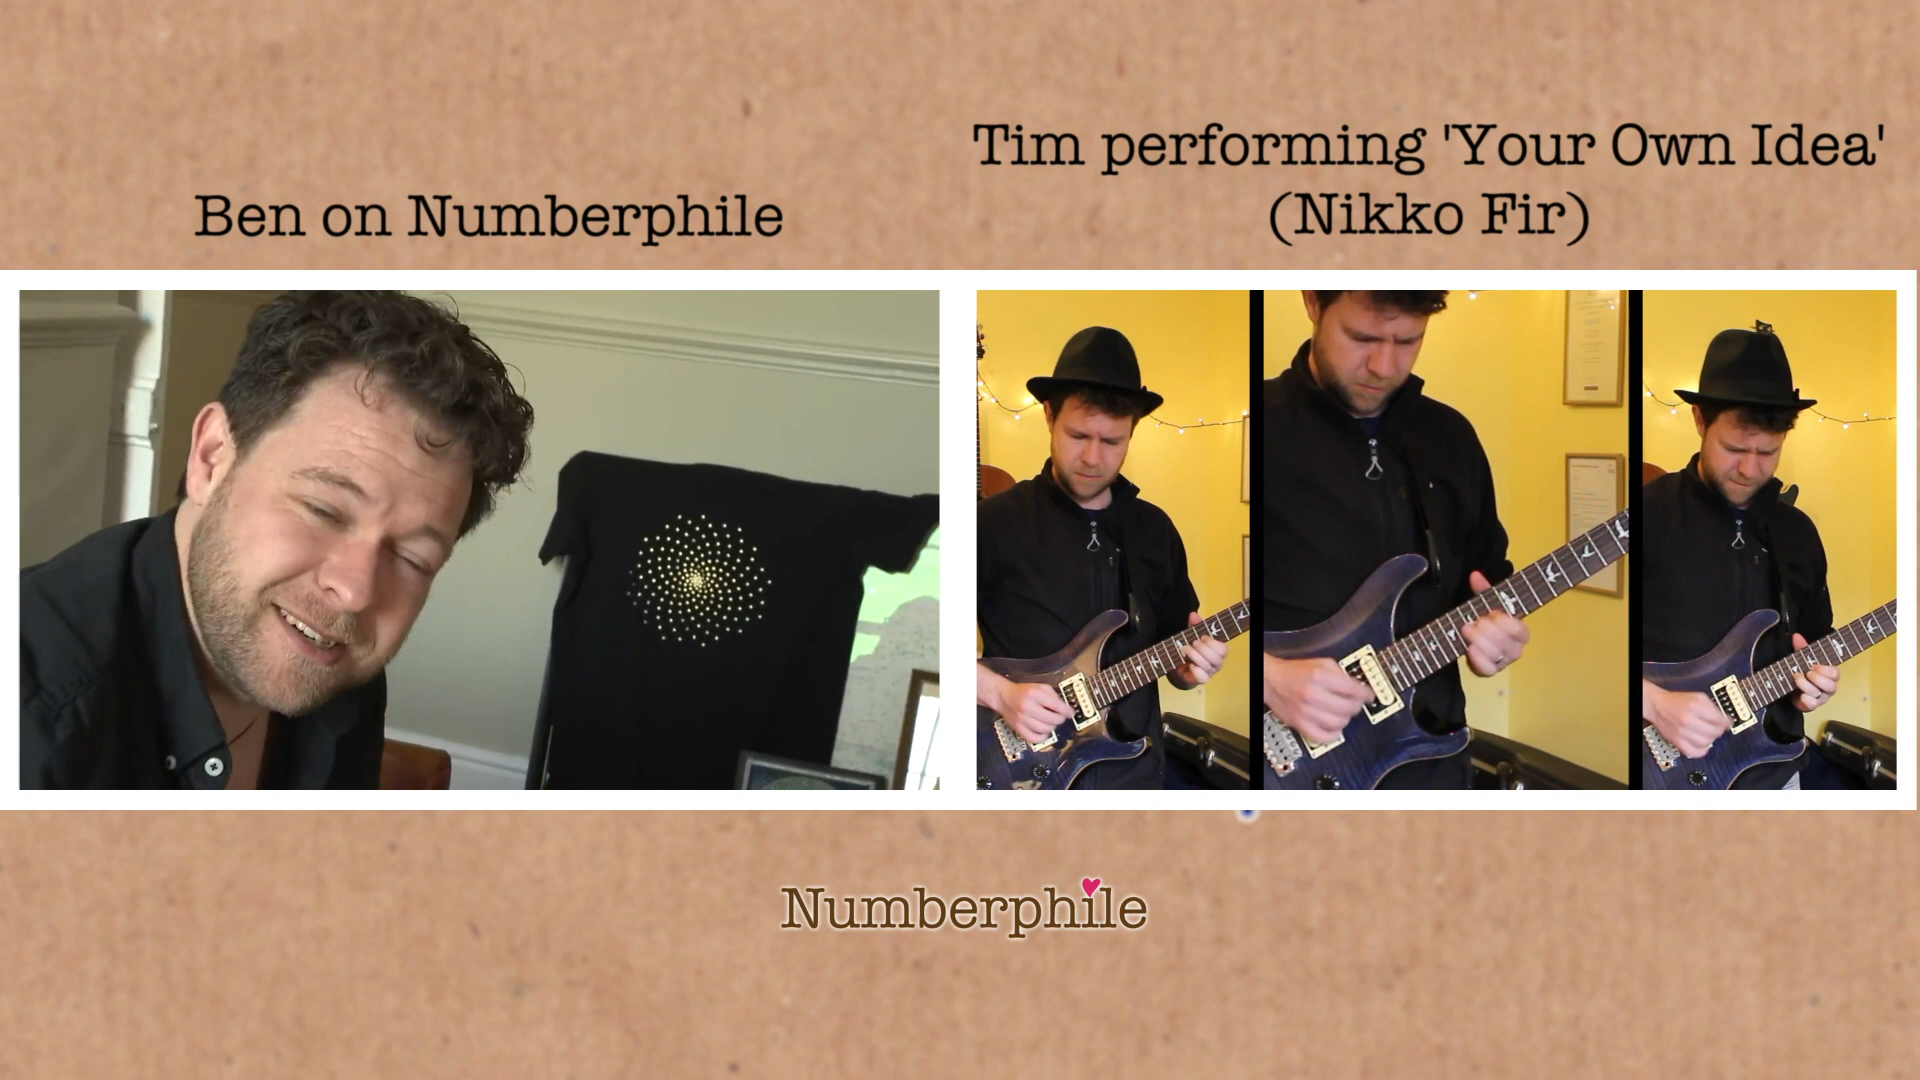 Ben on Numberphile
Tim performing 'Your Own Idea'
(Nikko Fir)
Numberphile